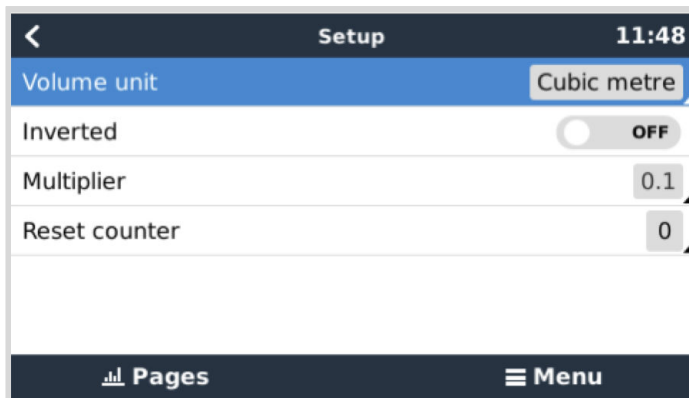 Setup 11:48
Volume unit Cubic metre
Inverted OFF
Multiplier 0.1
Reset counter 0
Pages Menu